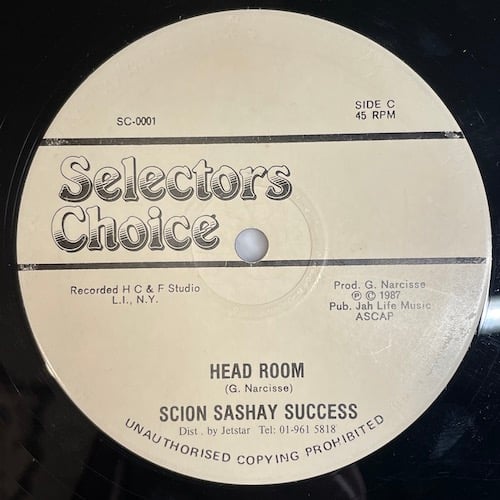 SC-0001
SIDE C
45 RPM
Selectors
Choice
Recorded H C & F Studio
L.I., N.Y.
Prod. G. Narcisse
Ⓟ © 1987
Pub. Jah Life Music
ASCAP
HEAD ROOM
(G. Narcisse)
SCION SASHAY SUCCESS
Dist . by Jetstar Tel: 01-961 5818
UNAUTHORISED COPYING PROHIBITED